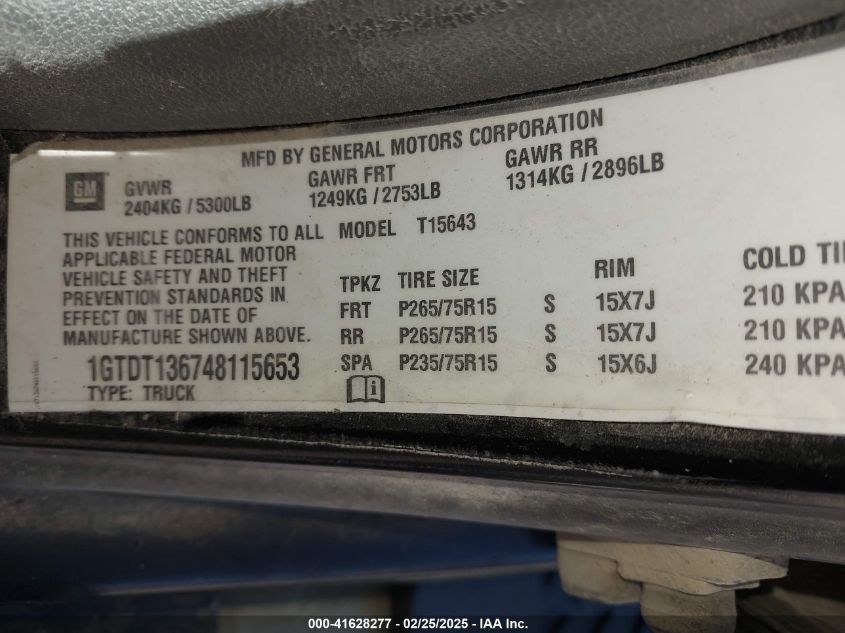 MFD BY GENERAL MOTORS CORPORATION
GM
GVWR GAWR FRT GAWR RR
2404KG / 5300LB 1249KG / 2753LB 1314KG / 2896LB
THIS VEHICLE CONFORMS TO ALL MODEL T15643
APPLICABLE FEDERAL MOTOR
VEHICLE SAFETY AND THEFT
PREVENTION STANDARDS IN
EFFECT ON THE DATE OF
MANUFACTURE SHOWN ABOVE.
1GTDT136748115653
TYPE: TRUCK
TPKZ TIRE SIZE RIM COLD
FRT P265/75R15 S 15X7J 210 KPA
RR P265/75R15 S 15X7J 210 KPA
SPA P235/75R15 S 15X6J 240 KPA
000-41628277 - 02/25/2025 - IAA Inc.